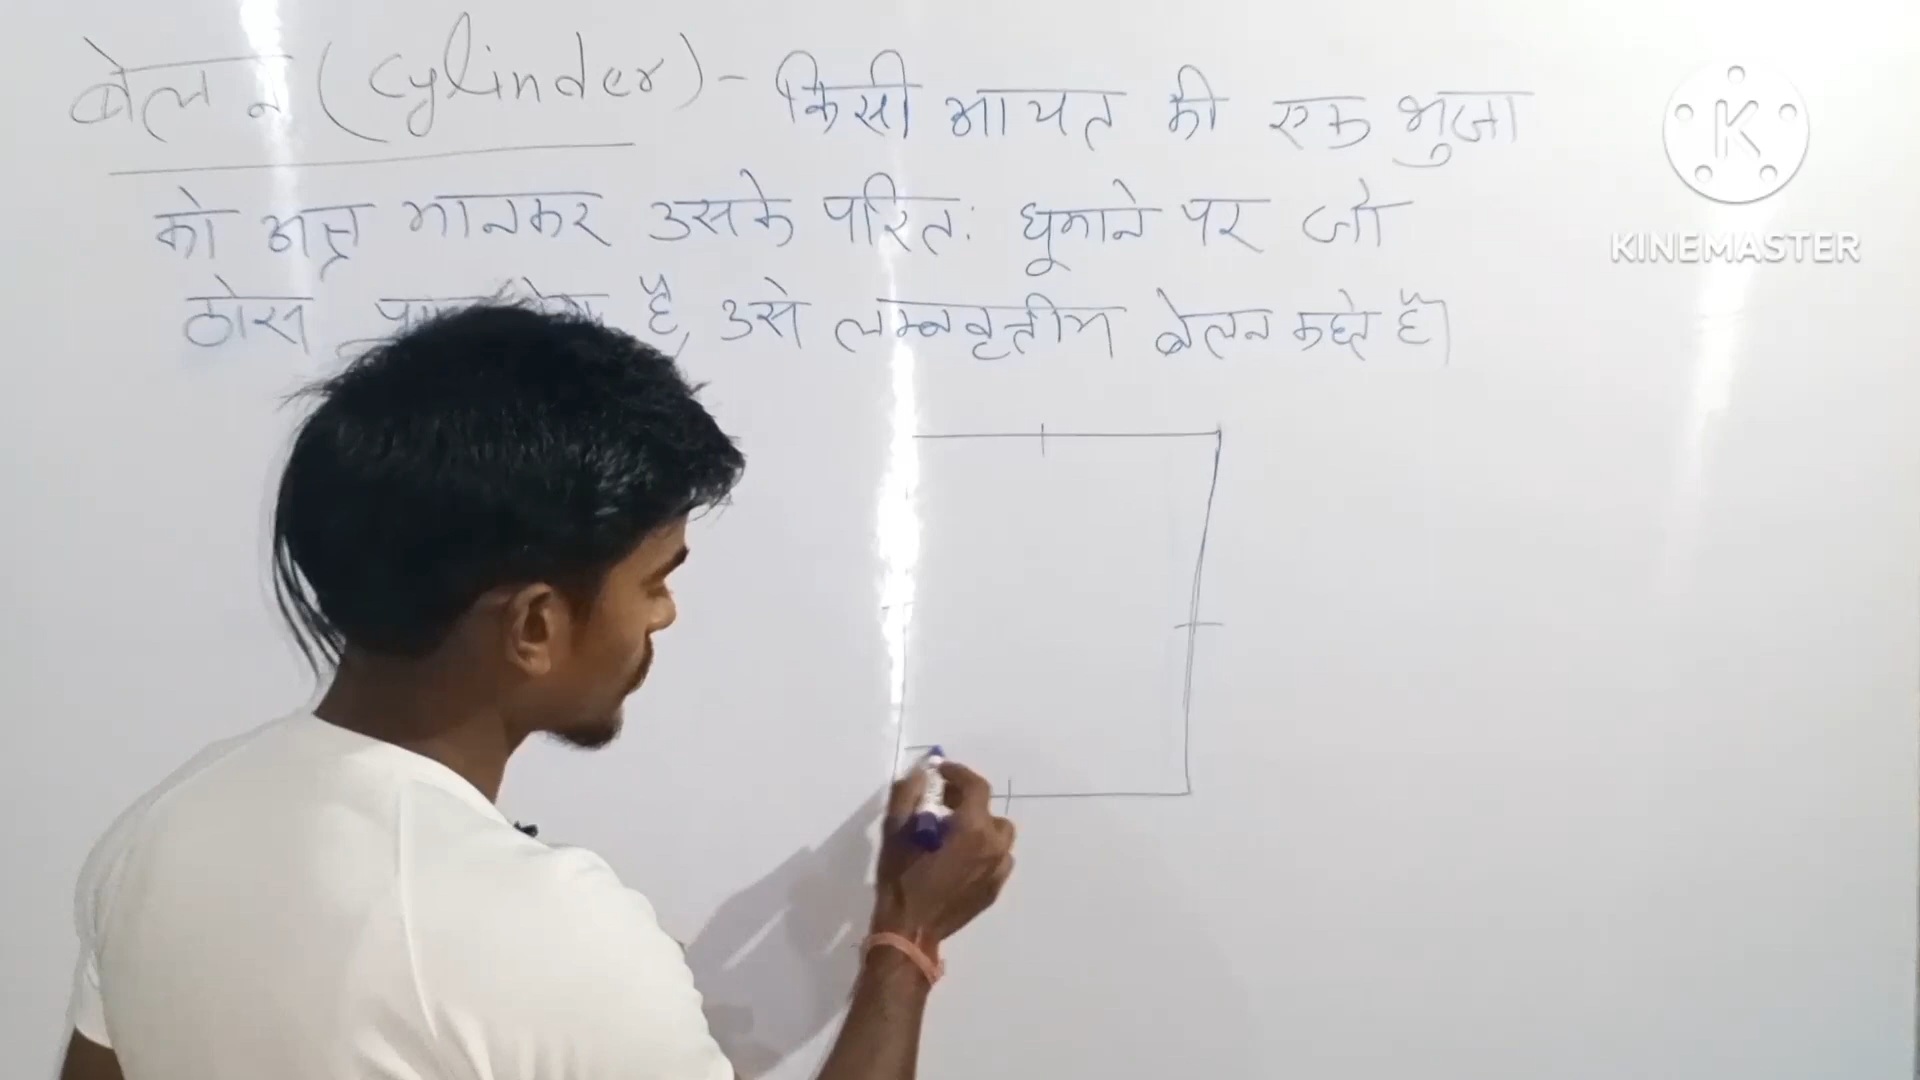 बेलन (Cylinder) - किसी आयत की एक भुजा
को अक्ष मानकर उसके परितः घूमाने पर जो
ठोस है, उसे लम्बवृत्तीय बेलन कहते हैं।
K
KINEMASTER